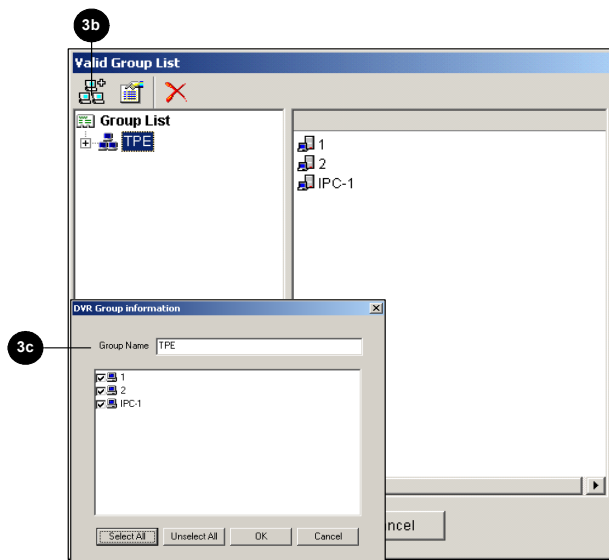 3b
Valid Group List
Group List
TPE
1
2
IPC-1
DVR Group information
3c
Group Name TPE
1
2
IPC-1
Select All Unselect All OK Cancel